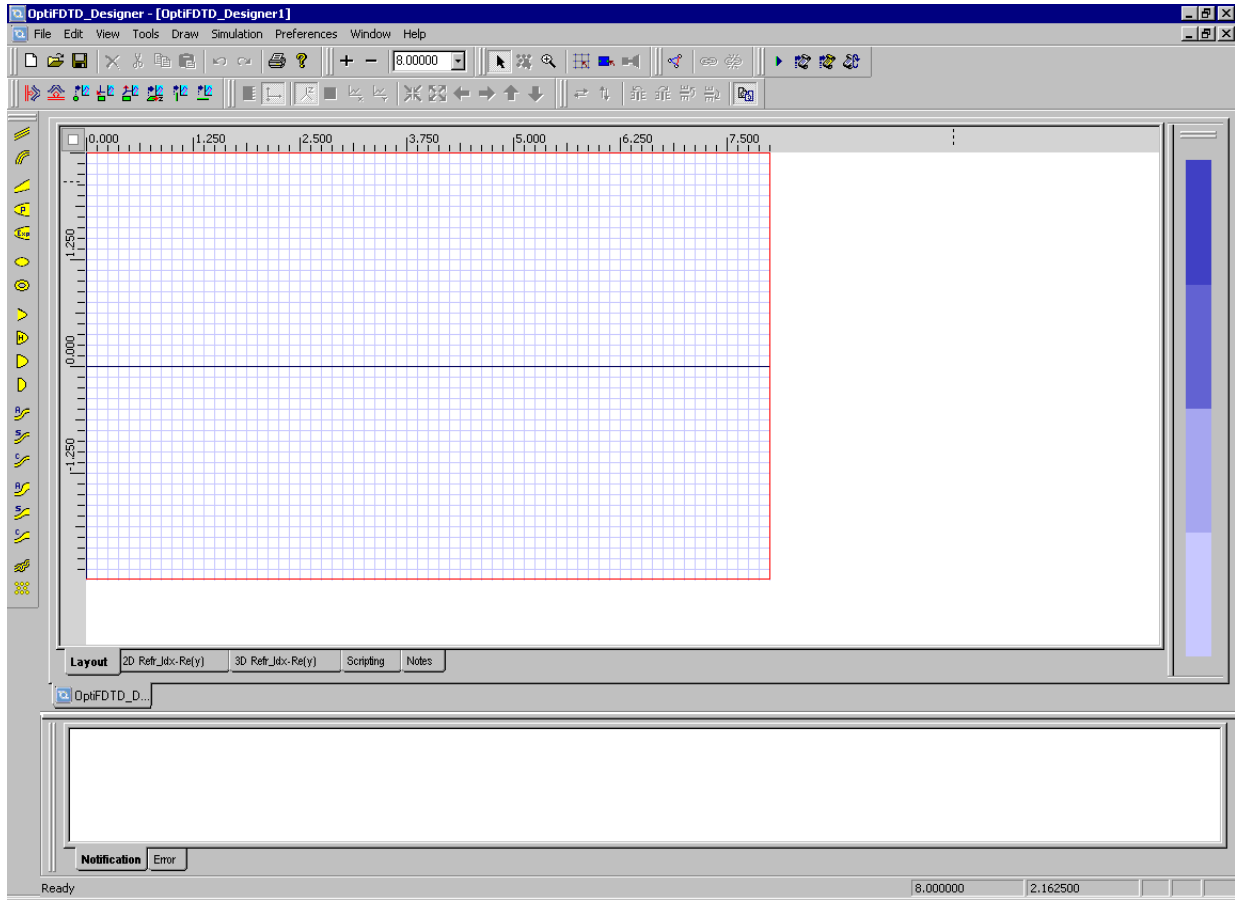 OptiFDTD_Designer - [OptiFDTD_Designer1]
File Edit View Tools Draw Simulation Preferences Window Help
8.00000
0.000 1.250 2.500 3.750 5.000 6.250 7.500
1.250
0.000
-1.250
P
Exp
H
A
S
C
A
S
C
Layout 2D Refr_Idx-Re(y) 3D Refr_Idx-Re(y) Scripting Notes
OptiFDTD_D...
Notification Error
Ready 8.000000 2.162500